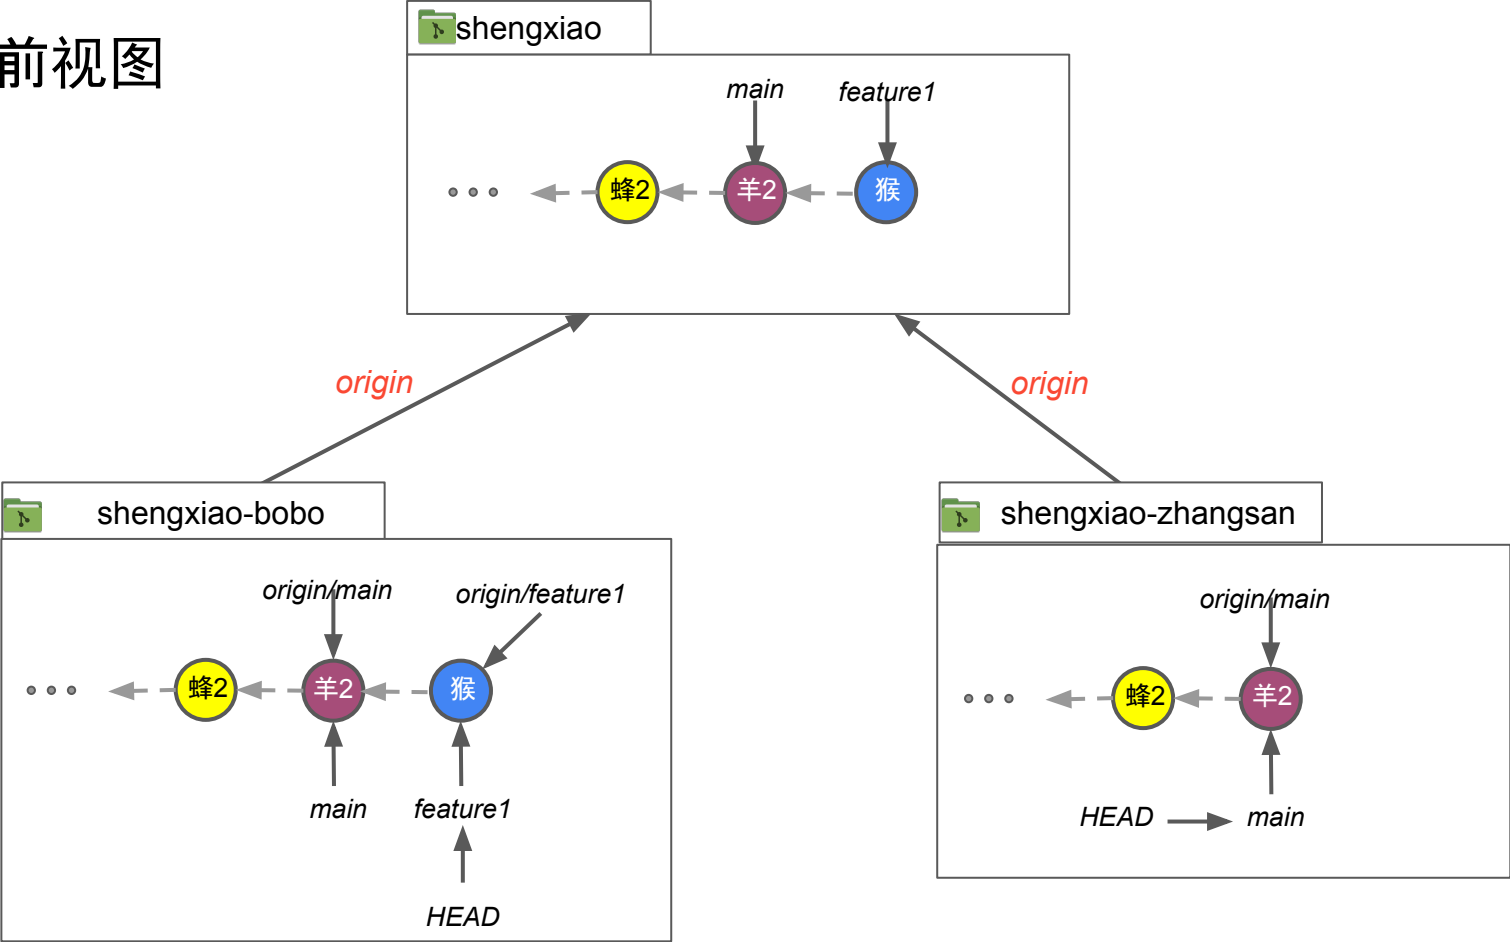 前视图
shengxiao
main
feature1
蜂2
羊2
猴
origin
origin
shengxiao-bobo
origin/main
origin/feature1
蜂2
羊2
猴
main
feature1
HEAD
shengxiao-zhangsan
origin/main
蜂2
羊2
HEAD
main